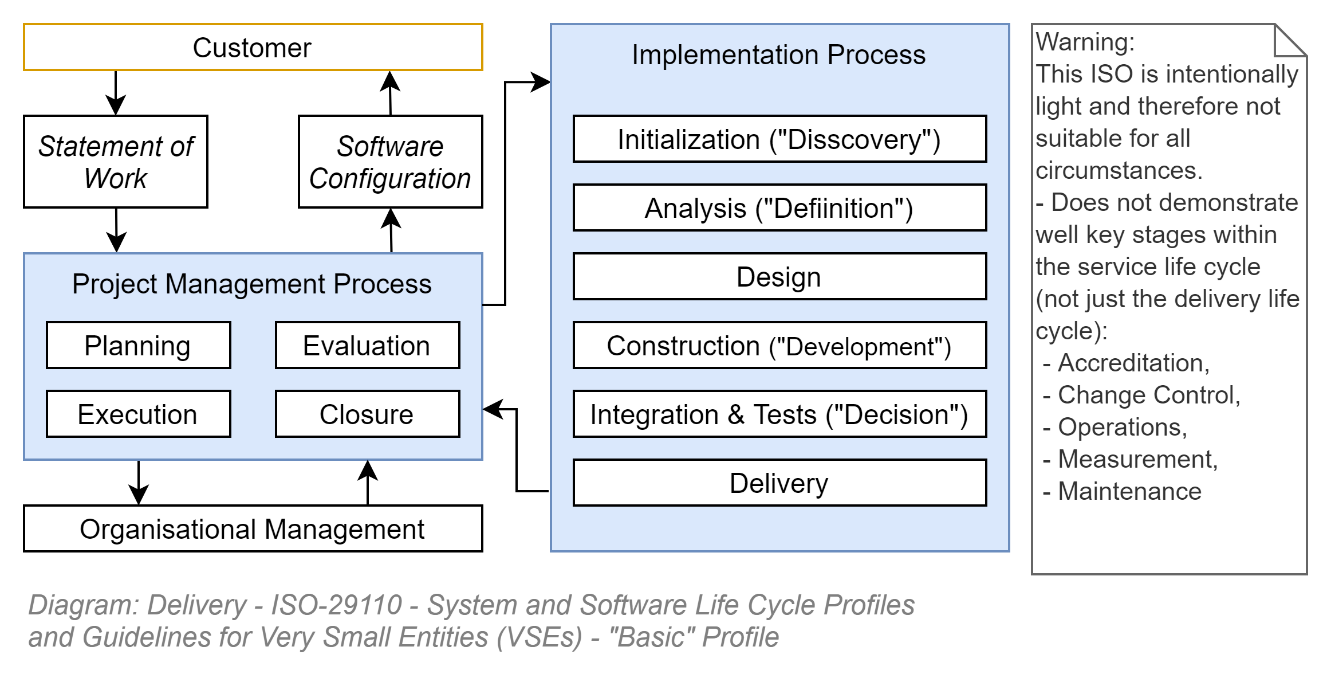 Customer
Statement of
Work
Software
Configuration
Project Management Process
Planning
Evaluation
Execution
Closure
Organisational Management
Implementation Process
Initialization ("Disscovery")
Analysis ("Defiinition")
Design
Construction ("Development")
Integration & Tests ("Decision")
Delivery
Warning:
This ISO is intentionally
light and therefore not
suitable for all
circumstances.
- Does not demonstrate
well key stages within
the service life cycle
(not just the delivery life
cycle):
- Accreditation,
- Change Control,
- Operations,
- Measurement,
- Maintenance
Diagram: Delivery - ISO-29110 - System and Software Life Cycle Profiles
and Guidelines for Very Small Entities (VSEs) - "Basic" Profile